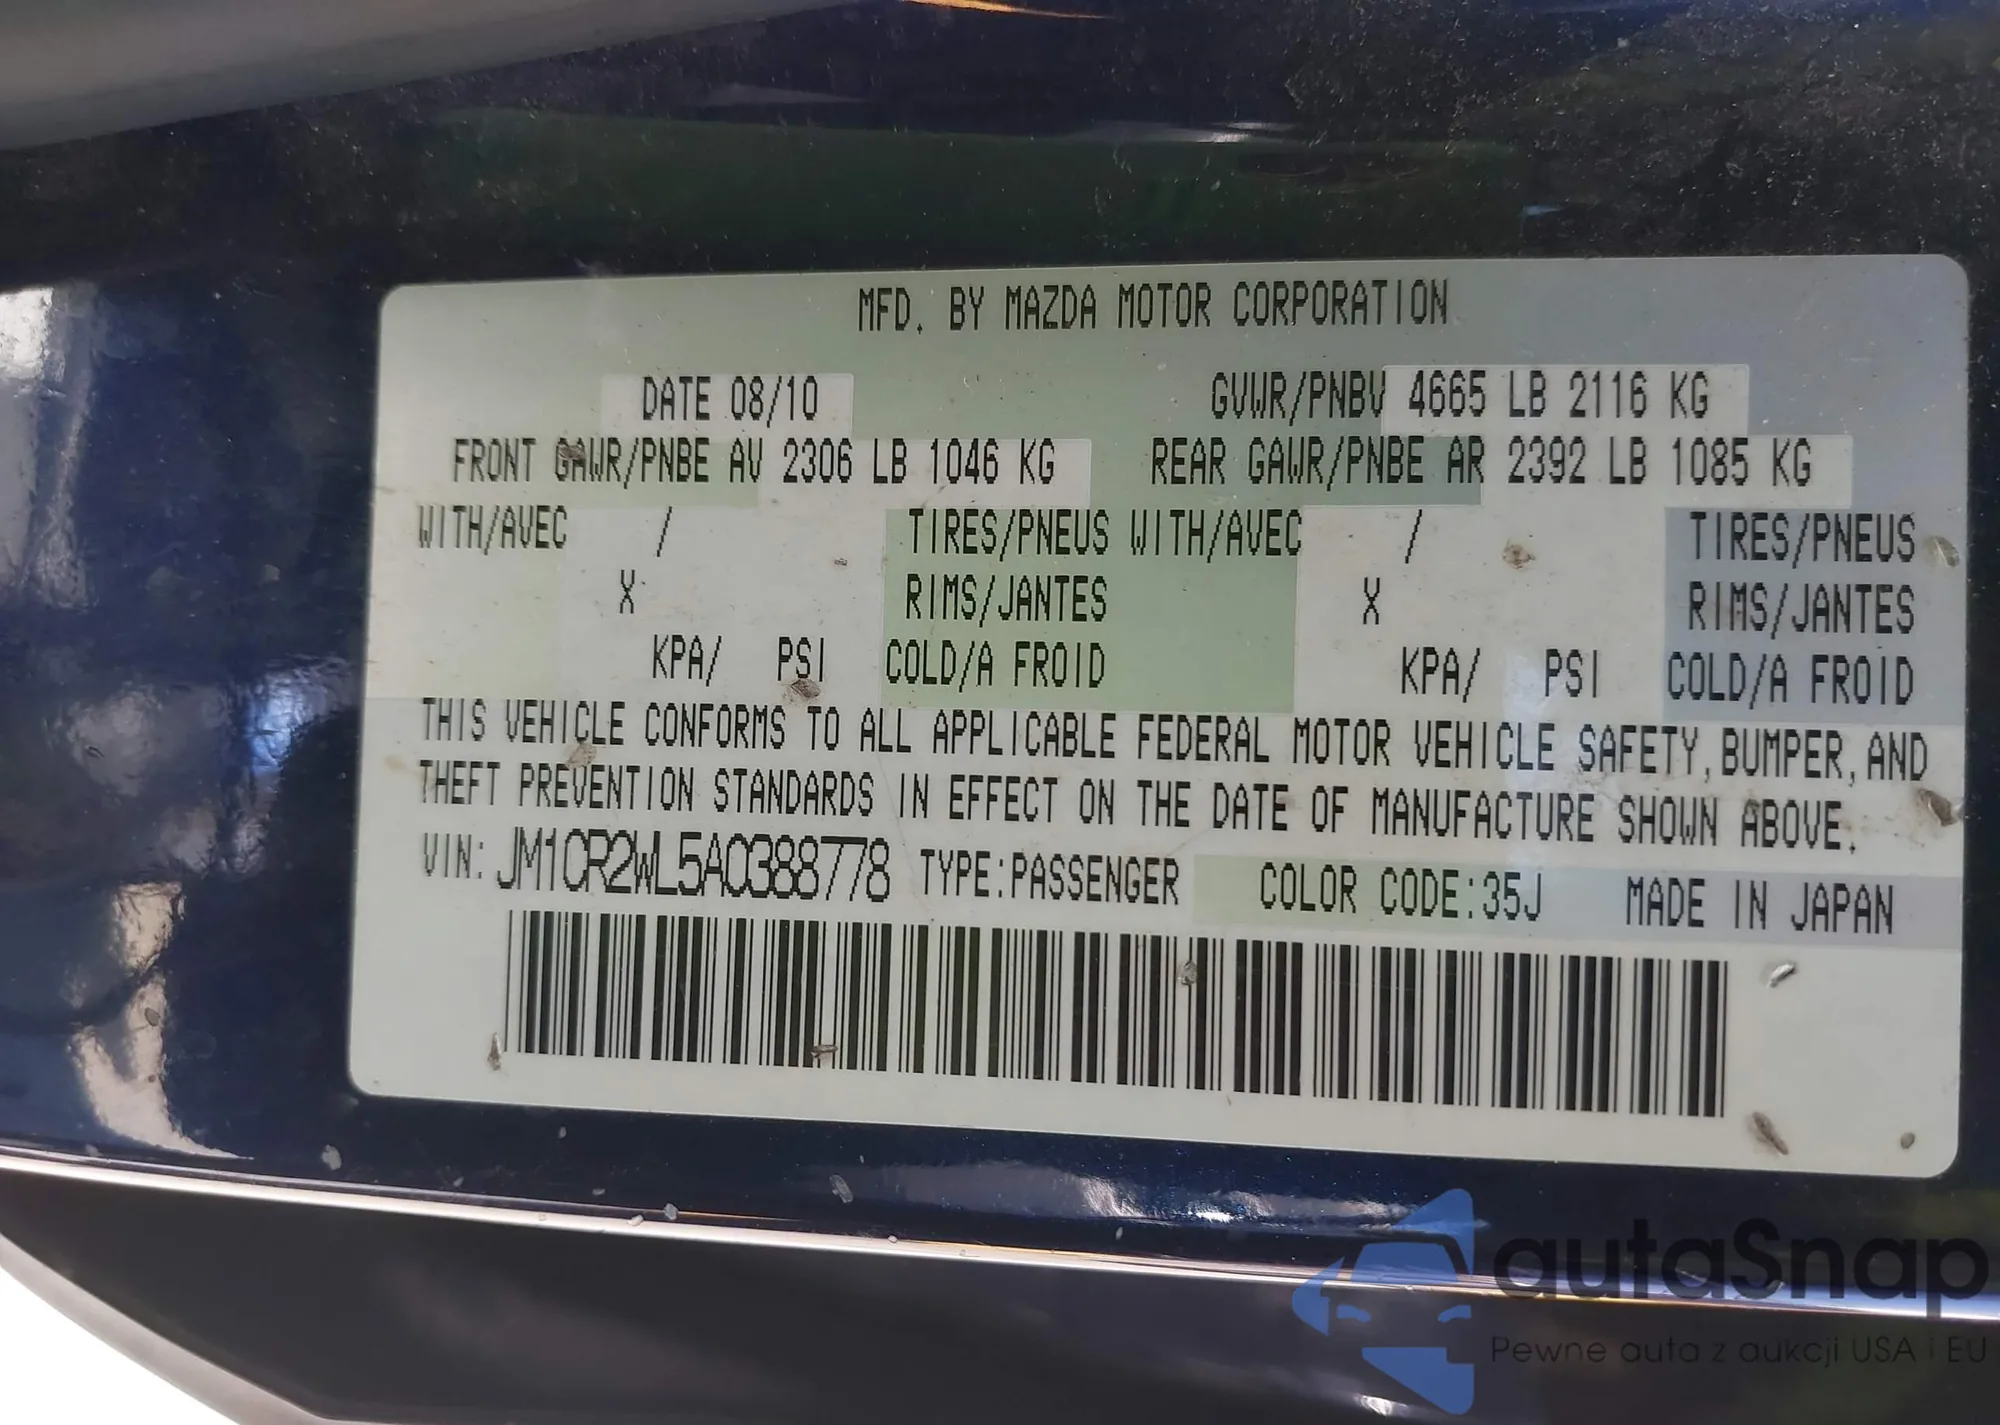 MFD. BY MAZDA MOTOR CORPORATION
DATE 08/10 GVWR/PNBV 4665 LB 2116 KG
FRONT GAWR/PNBE AV 2306 LB 1046 KG REAR GAWR/PNBE AR 2392 LB 1085 KG
WITH/AVEC / TIRES/PNEUS WITH/AVEC / TIRES/PNEUS
X RIMS/JANTES X RIMS/JANTES
KPA/ PSI COLD/A FROID KPA/ PSI COLD/A FROID
THIS VEHICLE CONFORMS TO ALL APPLICABLE FEDERAL MOTOR VEHICLE SAFETY, BUMPER, AND
THEFT PREVENTION STANDARDS IN EFFECT ON THE DATE OF MANUFACTURE SHOWN ABOVE.
VIN: JM1CR2WL5A0388778 TYPE:PASSENGER COLOR CODE:35J MADE IN JAPAN
autaSnap
Pewne auta z aukcji USA i EU